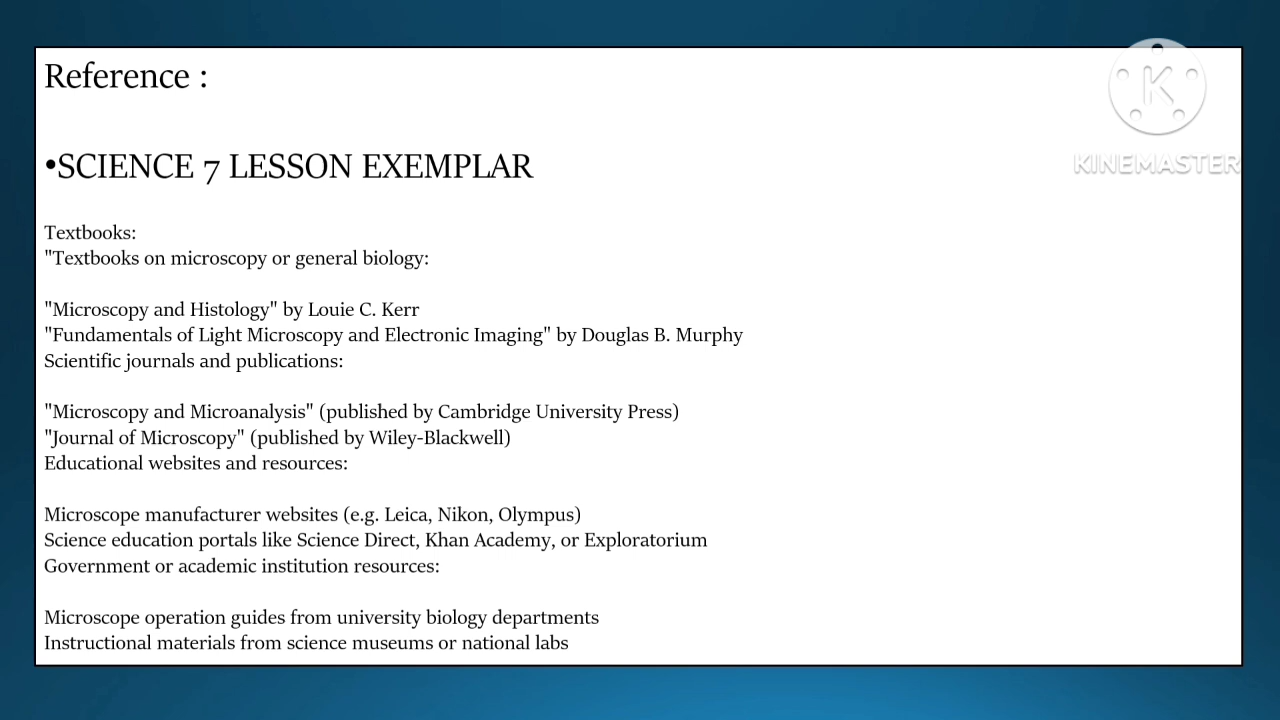 Reference :
•SCIENCE 7 LESSON EXEMPLAR
Textbooks:
"Textbooks on microscopy or general biology:
"Microscopy and Histology" by Louie C. Kerr
"Fundamentals of Light Microscopy and Electronic Imaging" by Douglas B. Murphy
Scientific journals and publications:
"Microscopy and Microanalysis" (published by Cambridge University Press)
"Journal of Microscopy" (published by Wiley-Blackwell)
Educational websites and resources:
Microscope manufacturer websites (e.g. Leica, Nikon, Olympus)
Science education portals like Science Direct, Khan Academy, or Exploratorium
Government or academic institution resources:
Microscope operation guides from university biology departments
Instructional materials from science museums or national labs
K
KINEMASTER